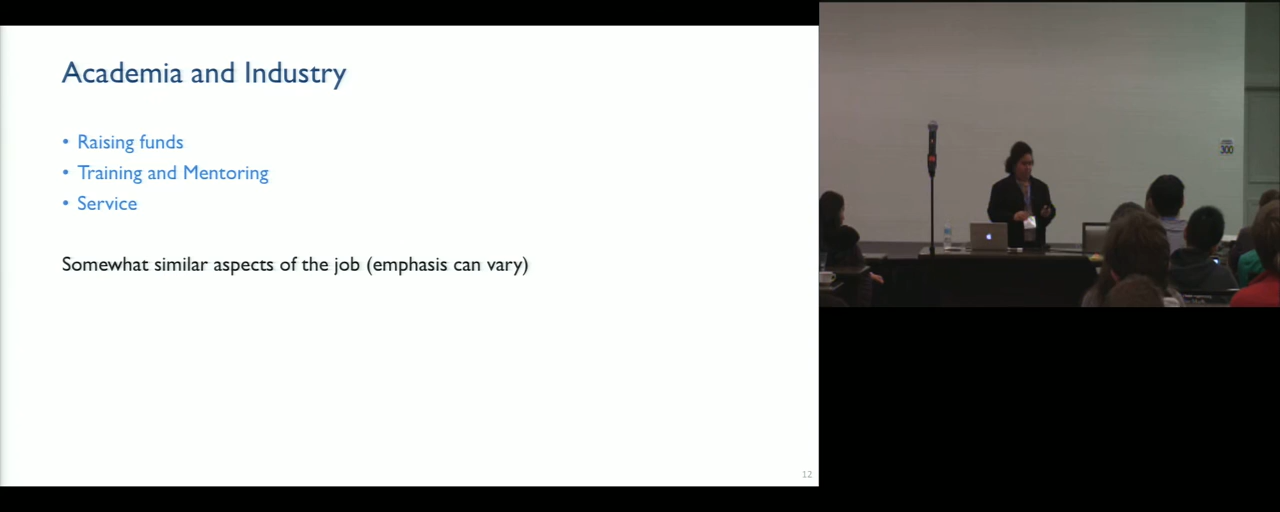 Academia and Industry
• Raising funds
• Training and Mentoring
• Service
Somewhat similar aspects of the job (emphasis can vary)
12
300